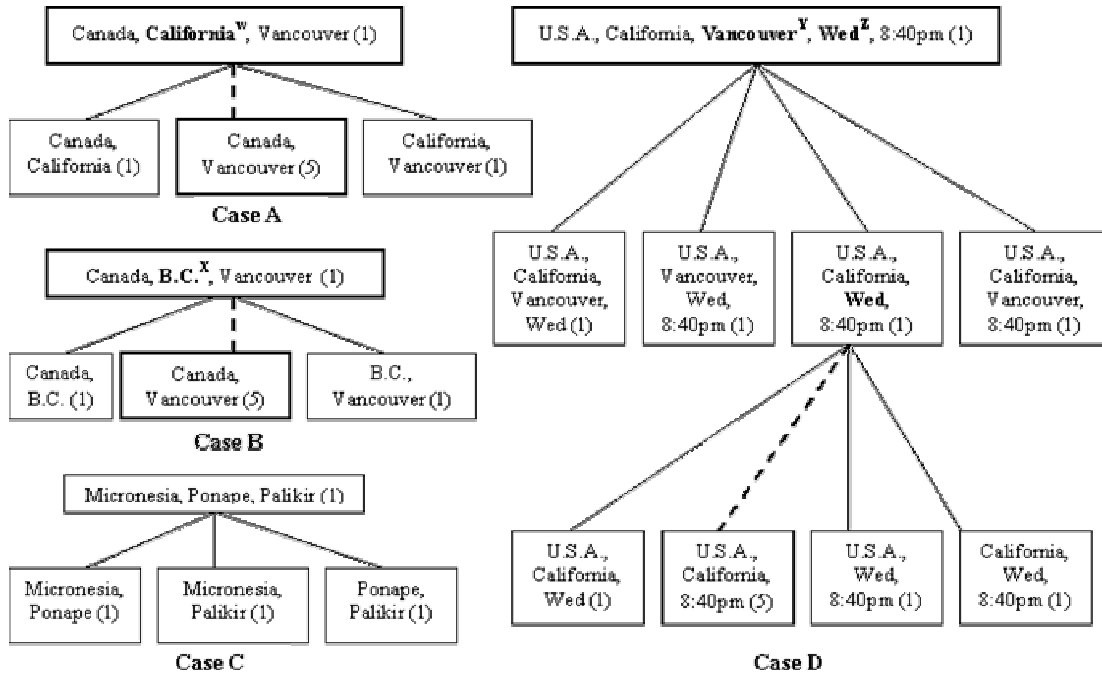 Canada, California^W, Vancouver (1)
Canada,
California (1)
Canada,
Vancouver (5)
California,
Vancouver (1)
Case A
Canada, B.C.^X, Vancouver (1)
Canada,
B.C. (1)
Canada,
Vancouver (5)
B.C.,
Vancouver (1)
Case B
Micronesia, Ponape, Palikir (1)
Micronesia,
Ponape (1)
Micronesia,
Palikir (1)
Ponape,
Palikir (1)
Case C
U.S.A., California, Vancouver^Y, Wed^Z, 8:40pm (1)
U.S.A.,
California,
Vancouver,
Wed (1)
U.S.A.,
Vancouver,
Wed,
8:40pm (1)
U.S.A.,
California,
Wed,
8:40pm (1)
U.S.A.,
California,
Vancouver,
8:40pm (1)
U.S.A.,
California,
Wed (1)
U.S.A.,
California,
8:40pm (5)
U.S.A.,
Wed,
8:40pm (1)
California,
Wed,
8:40pm (1)
Case D